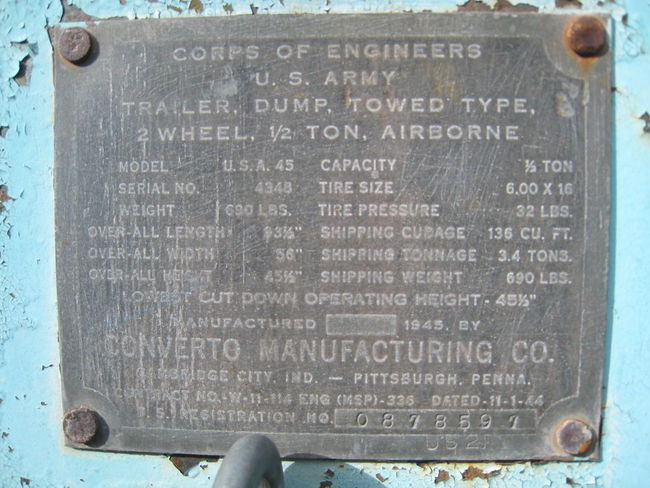 CORPS OF ENGINEERS
U. S. ARMY
TRAILER, DUMP, TOWED TYPE,
2 WHEEL, 1/2 TON, AIRBORNE
MODEL U.S.A. 45 CAPACITY 1/2 TON
SERIAL NO. 4348 TIRE SIZE 6.00 X 16
WEIGHT 690 LBS. TIRE PRESSURE 32 LBS.
OVER-ALL LENGTH 93½" SHIPPING CUBAGE 136 CU. FT.
OVER-ALL WIDTH 56" SHIPPING TONNAGE 3.4 TONS.
OVER-ALL HEIGHT 45½" SHIPPING WEIGHT 690 LBS.
LOWEST CUT DOWN OPERATING HEIGHT - 45½"
MANUFACTURED 1945, BY
CONVERTO MANUFACTURING CO.
CAMBRIDGE CITY, IND. — PITTSBURGH, PENNA.
CONTRACT NO.-W-11-114 ENG (MSP)-336 DATED-11-1-44
U.S. REGISTRATION NO. 0878597